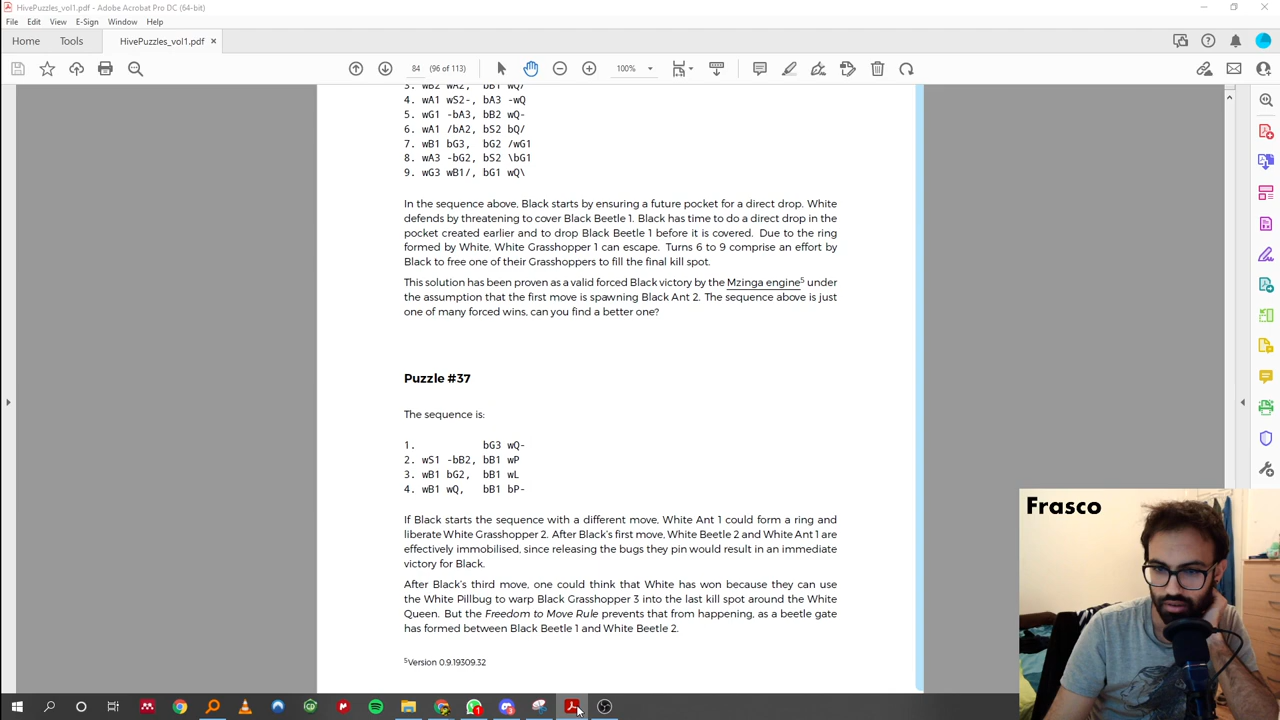 HivePuzzles_vol1.pdf - Adobe Acrobat Pro DC (64-bit)
File Edit View E-Sign Window Help
Home Tools HivePuzzles_vol1.pdf ×
84 (96 of 113) 100%
3. wB2 wA2, bB1 wQ/
4. wA1 wS2-, bA3 -wQ
5. wG1 -bA3, bB2 wQ-
6. wA1 /bA2, bS2 bQ/
7. wB1 bG3, bG2 /wG1
8. wA3 -bG2, bS2 \bG1
9. wG3 wB1/, bG1 wQ\
In the sequence above, Black starts by ensuring a future pocket for a direct drop. White
defends by threatening to cover Black Beetle 1. Black has time to do a direct drop in the
pocket created earlier and to drop Black Beetle 1 before it is covered. Due to the ring
formed by White, White Grasshopper 1 can escape. Turns 6 to 9 comprise an effort by
Black to free one of their Grasshoppers to fill the final kill spot.
This solution has been proven as a valid forced Black victory by the Mzinga engine5 under
the assumption that the first move is spawning Black Ant 2. The sequence above is just
one of many forced wins, can you find a better one?
Puzzle #37
The sequence is:
1. bG3 wQ-
2. wS1 -bB2, bB1 wP
3. wB1 bG2, bB1 wL
4. wB1 wQ, bB1 bP-
If Black starts the sequence with a different move, White Ant 1 could form a ring and
liberate White Grasshopper 2. After Black's first move, White Beetle 2 and White Ant 1 are
effectively immobilised, since releasing the bugs they pin would result in an immediate
victory for Black.
After Black's third move, one could think that White has won because they can use
the White Pillbug to warp Black Grasshopper 3 into the last kill spot around the White
Queen. But the Freedom to Move Rule prevents that from happening, as a beetle gate
has formed between Black Beetle 1 and White Beetle 2.
5Version 0.9.19309.32
Frasco